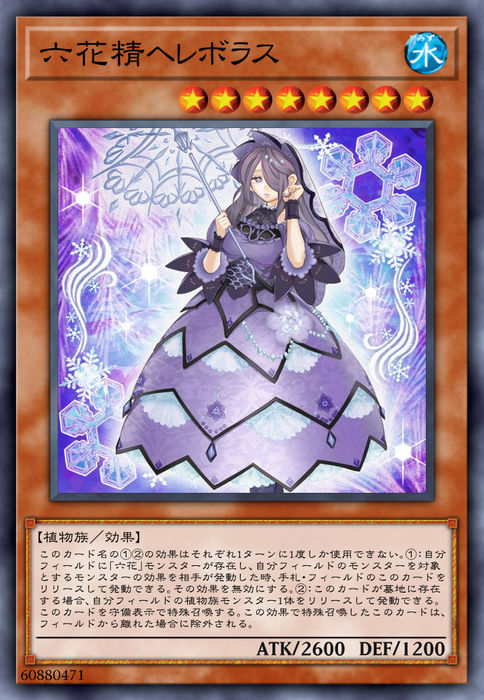 六花精ヘレボラス
みず
水
【植物族／効果】
このカード名の①②の効果はそれぞれ1ターンに1度しか使用できない。①：自分
フィールドに「六花」モンスターが存在し、自分フィールドのモンスターを対象
とするモンスターの効果を相手が発動した時、手札・フィールドのこのカードを
リリースして発動できる。その効果を無効にする。②：このカードが墓地に存在
する場合、自分フィールドの植物族モンスター1体をリリースして発動できる。
このカードを守備表示で特殊召喚する。この効果で特殊召喚したこのカードは、
フィールドから離れた場合に除外される。
ATK/2600 DEF/1200
60880471